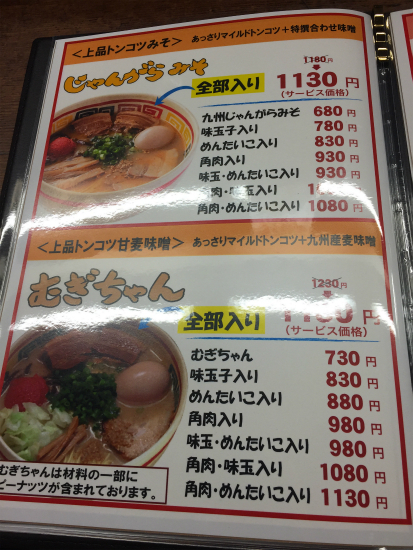 ＜上品トンコツみそ＞ あっさりマイルドトンコツ＋特撰合わせ味噌
じゃんがらみそ
1180円
全部入り 1130円
(サービス価格)
九州じゃんがらみそ 680円
味玉子入り 780円
めんたいこ入り 830円
角肉入り 930円
味玉・めんたいこ入り 930円
角肉・味玉入り 円
角肉・めんたいこ入り 1080円
＜上品トンコツ甘麦味噌＞ あっさりマイルドトンコツ＋九州産麦味噌
むぎちゃん
1230円
全部入り 円
(サービス価格)
むぎちゃん 730円
味玉子入り 830円
めんたいこ入り 880円
角肉入り 980円
味玉・めんたいこ入り 980円
角肉・味玉入り 1080円
角肉・めんたいこ入り 1130円
むぎちゃんは材料の一部に
ピーナッツが含まれております。